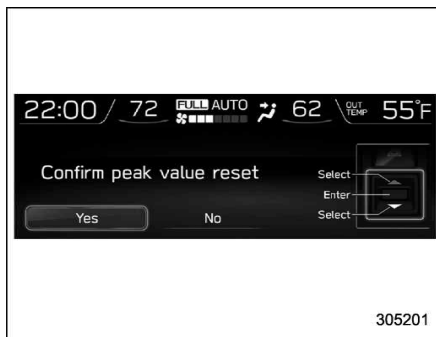 22:00 / 72 FULL AUTO 62 OUT TEMP 55°F
Confirm peak value reset
Select
Enter
Select
Yes No
305201